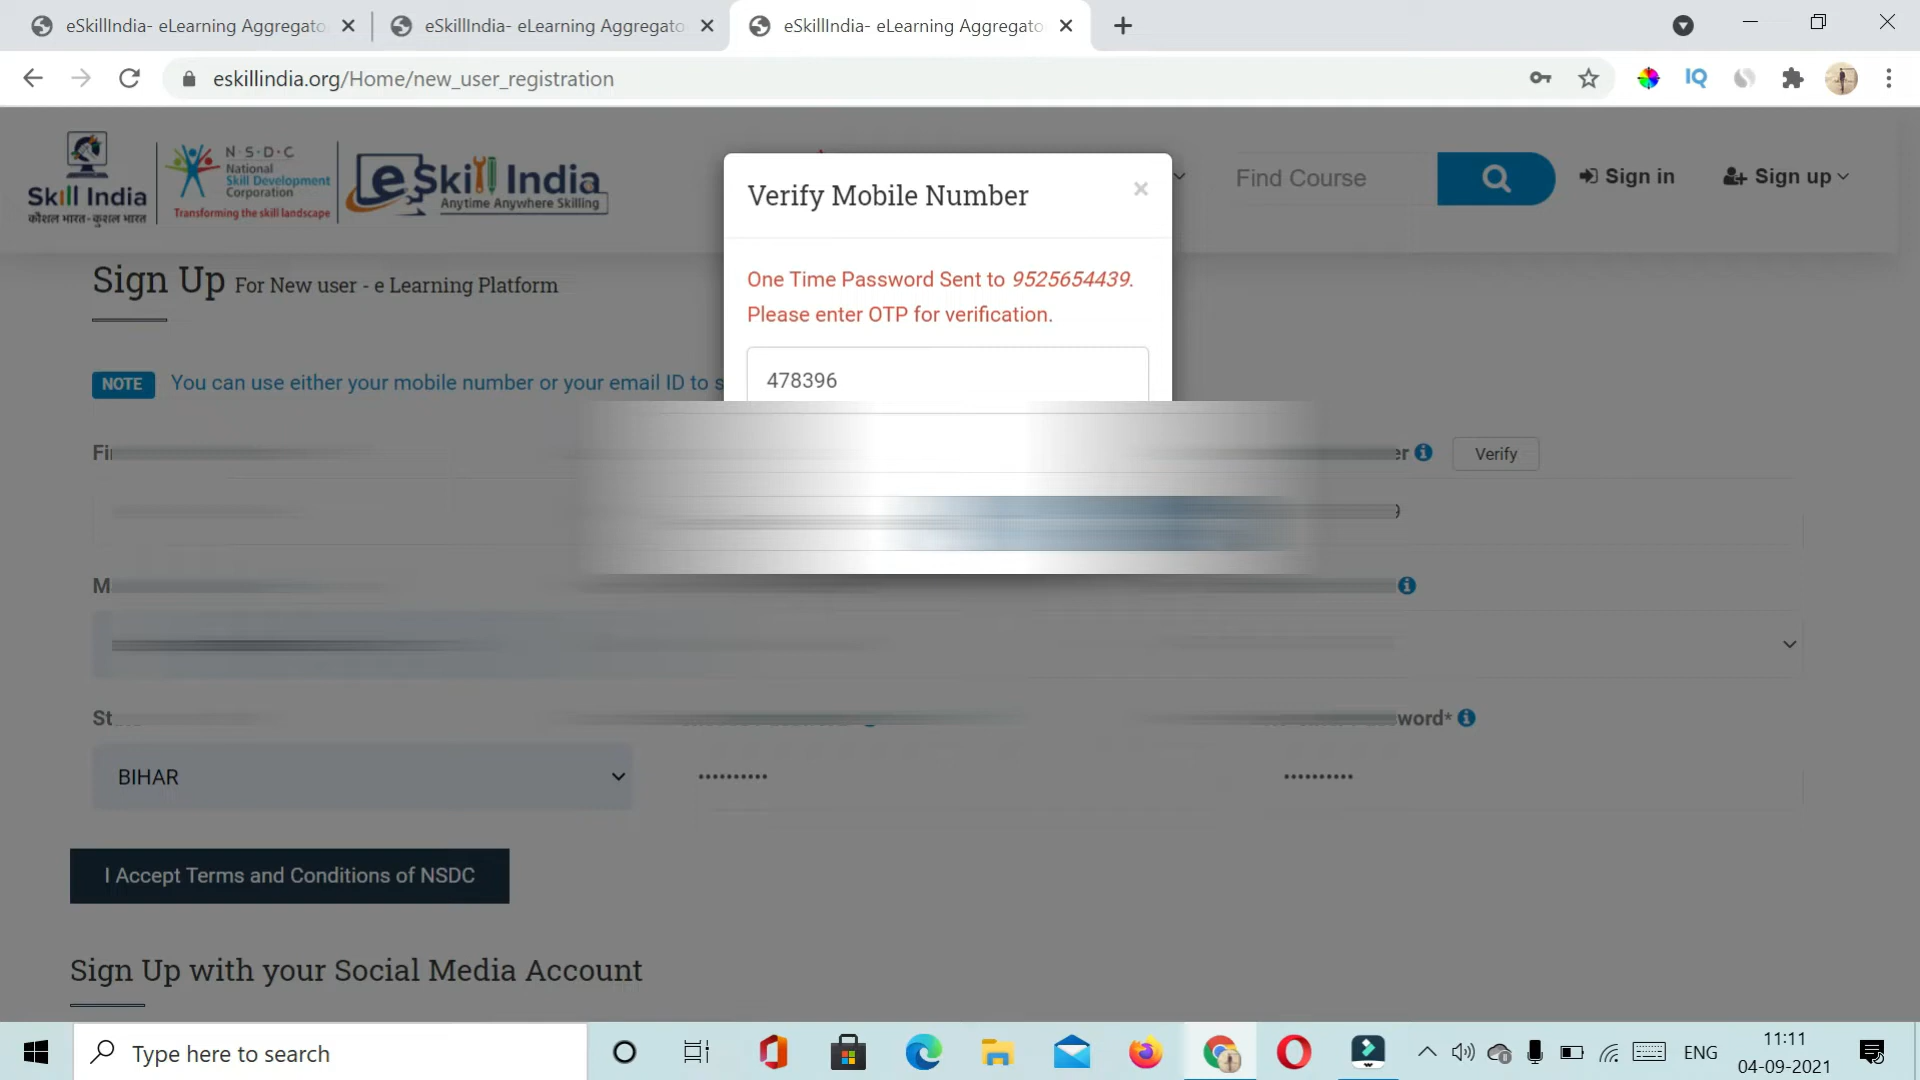 eSkillIndia- eLearning Aggregato
eSkillIndia- eLearning Aggregato
eSkillIndia- eLearning Aggregato
eskillindia.org/Home/new_user_registration
IQ
Skill India
कौशल भारत-कुशल भारत
N·S·D·C
National
Skill Development
Corporation
Transforming the skill landscape
eSkill India
Anytime Anywhere Skilling
Find Course
Sign in
Sign up
Verify Mobile Number
One Time Password Sent to 9525654439.
Please enter OTP for verification.
478396
Sign Up For New user - e Learning Platform
NOTE You can use either your mobile number or your email ID to s
Fi
er
Verify
9
M
St
word*
BIHAR
••••••••••
••••••••••
I Accept Terms and Conditions of NSDC
Sign Up with your Social Media Account
Type here to search
ENG
11:11
04-09-2021